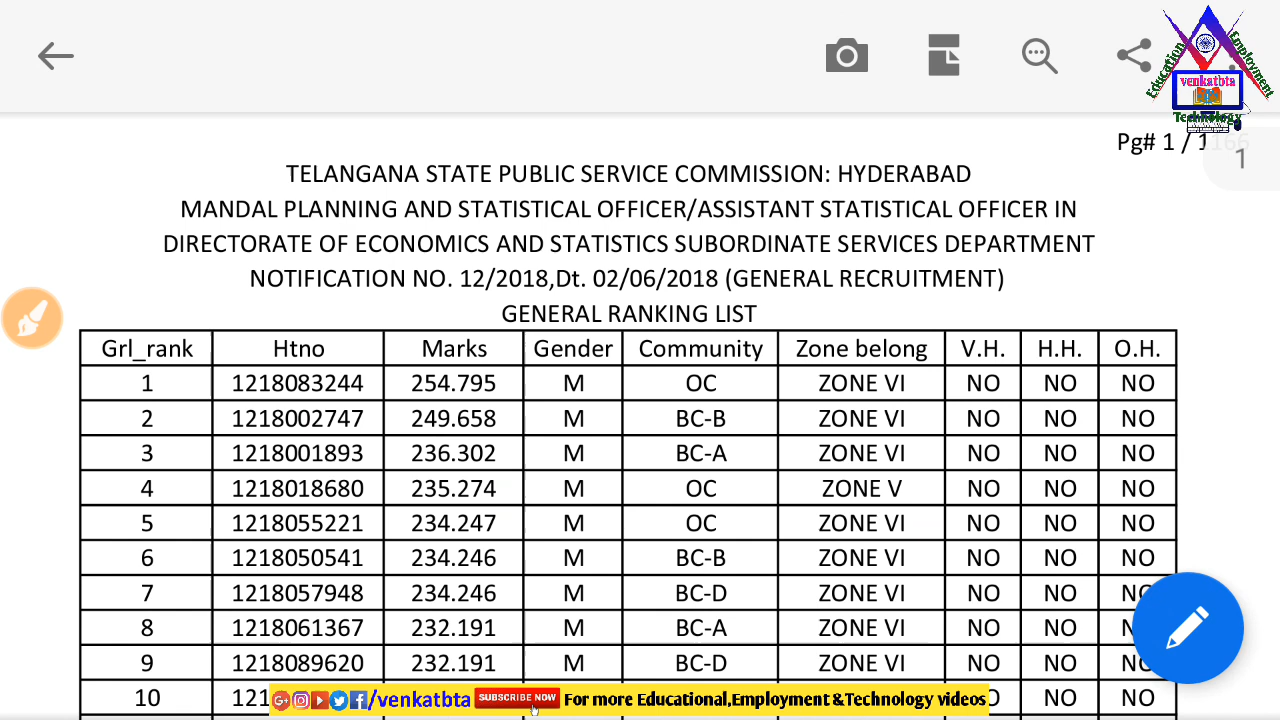 Education
Employment
venkatbta
Technology
Pg# 1 / 1166
1
TELANGANA STATE PUBLIC SERVICE COMMISSION: HYDERABAD
MANDAL PLANNING AND STATISTICAL OFFICER/ASSISTANT STATISTICAL OFFICER IN
DIRECTORATE OF ECONOMICS AND STATISTICS SUBORDINATE SERVICES DEPARTMENT
NOTIFICATION NO. 12/2018,Dt. 02/06/2018 (GENERAL RECRUITMENT)
GENERAL RANKING LIST
Grl_rank Htno Marks Gender Community Zone belong V.H. H.H. O.H.
1 1218083244 254.795 M OC ZONE VI NO NO NO
2 1218002747 249.658 M BC-B ZONE VI NO NO NO
3 1218001893 236.302 M BC-A ZONE VI NO NO NO
4 1218018680 235.274 M OC ZONE V NO NO NO
5 1218055221 234.247 M OC ZONE VI NO NO NO
6 1218050541 234.246 M BC-B ZONE VI NO NO NO
7 1218057948 234.246 M BC-D ZONE VI NO NO NO
8 1218061367 232.191 M BC-A ZONE VI NO NO
9 1218089620 232.191 M BC-D ZONE VI NO NO NO
10
/venkatbta SUBSCRIBE NOW For more Educational,Employment &Technology videos
NO NO